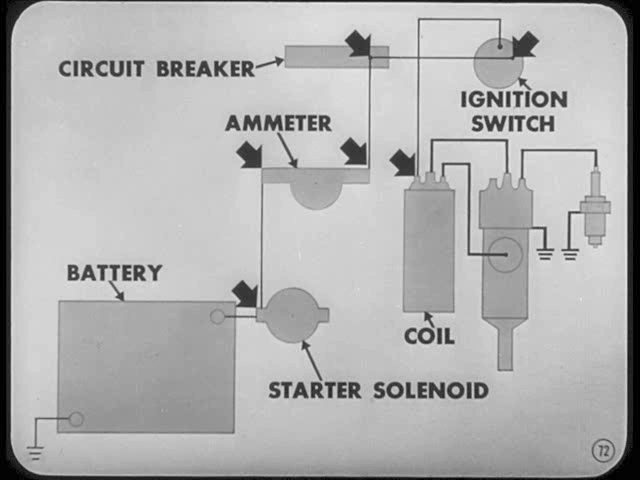 CIRCUIT BREAKER
IGNITION
SWITCH
AMMETER
BATTERY
COIL
STARTER SOLENOID
72